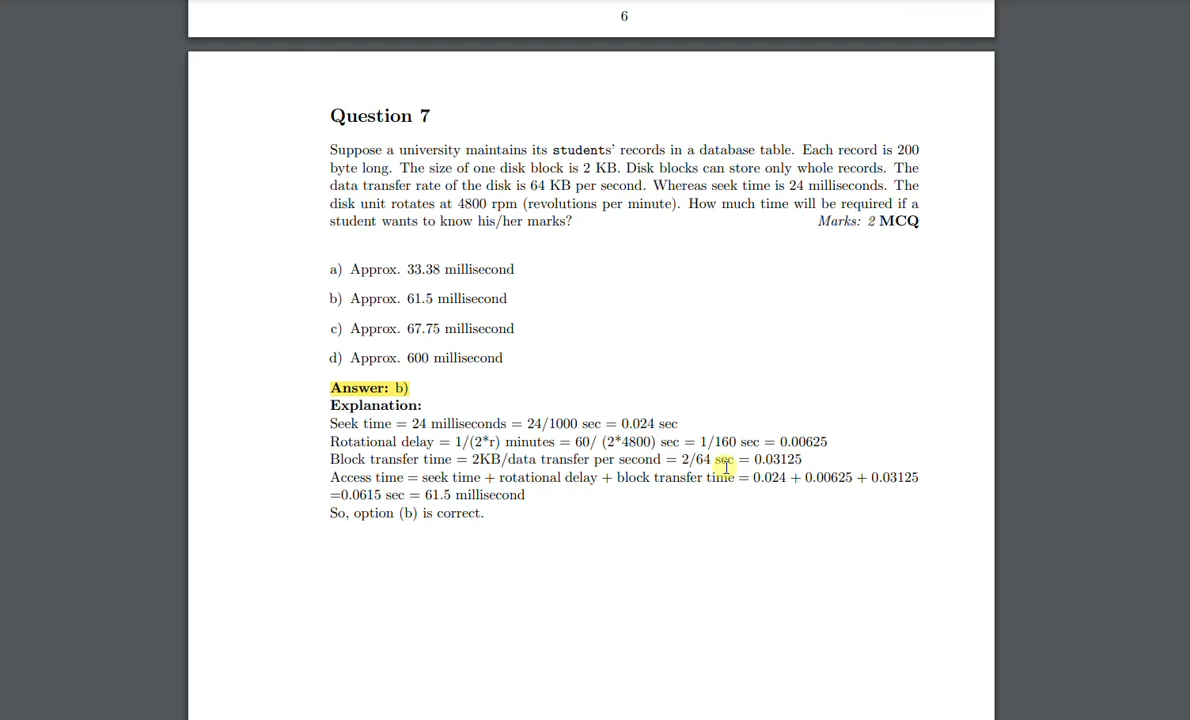 6
Question 7
Suppose a university maintains its students' records in a database table. Each record is 200
byte long. The size of one disk block is 2 KB. Disk blocks can store only whole records. The
data transfer rate of the disk is 64 KB per second. Whereas seek time is 24 milliseconds. The
disk unit rotates at 4800 rpm (revolutions per minute). How much time will be required if a
student wants to know his/her marks? Marks: 2 MCQ
a) Approx. 33.38 millisecond
b) Approx. 61.5 millisecond
c) Approx. 67.75 millisecond
d) Approx. 600 millisecond
Answer: b)
Explanation:
Seek time = 24 milliseconds = 24/1000 sec = 0.024 sec
Rotational delay = 1/(2*r) minutes = 60/ (2*4800) sec = 1/160 sec = 0.00625
Block transfer time = 2KB/data transfer per second = 2/64 sec = 0.03125
Access time = seek time + rotational delay + block transfer time = 0.024 + 0.00625 + 0.03125
=0.0615 sec = 61.5 millisecond
So, option (b) is correct.